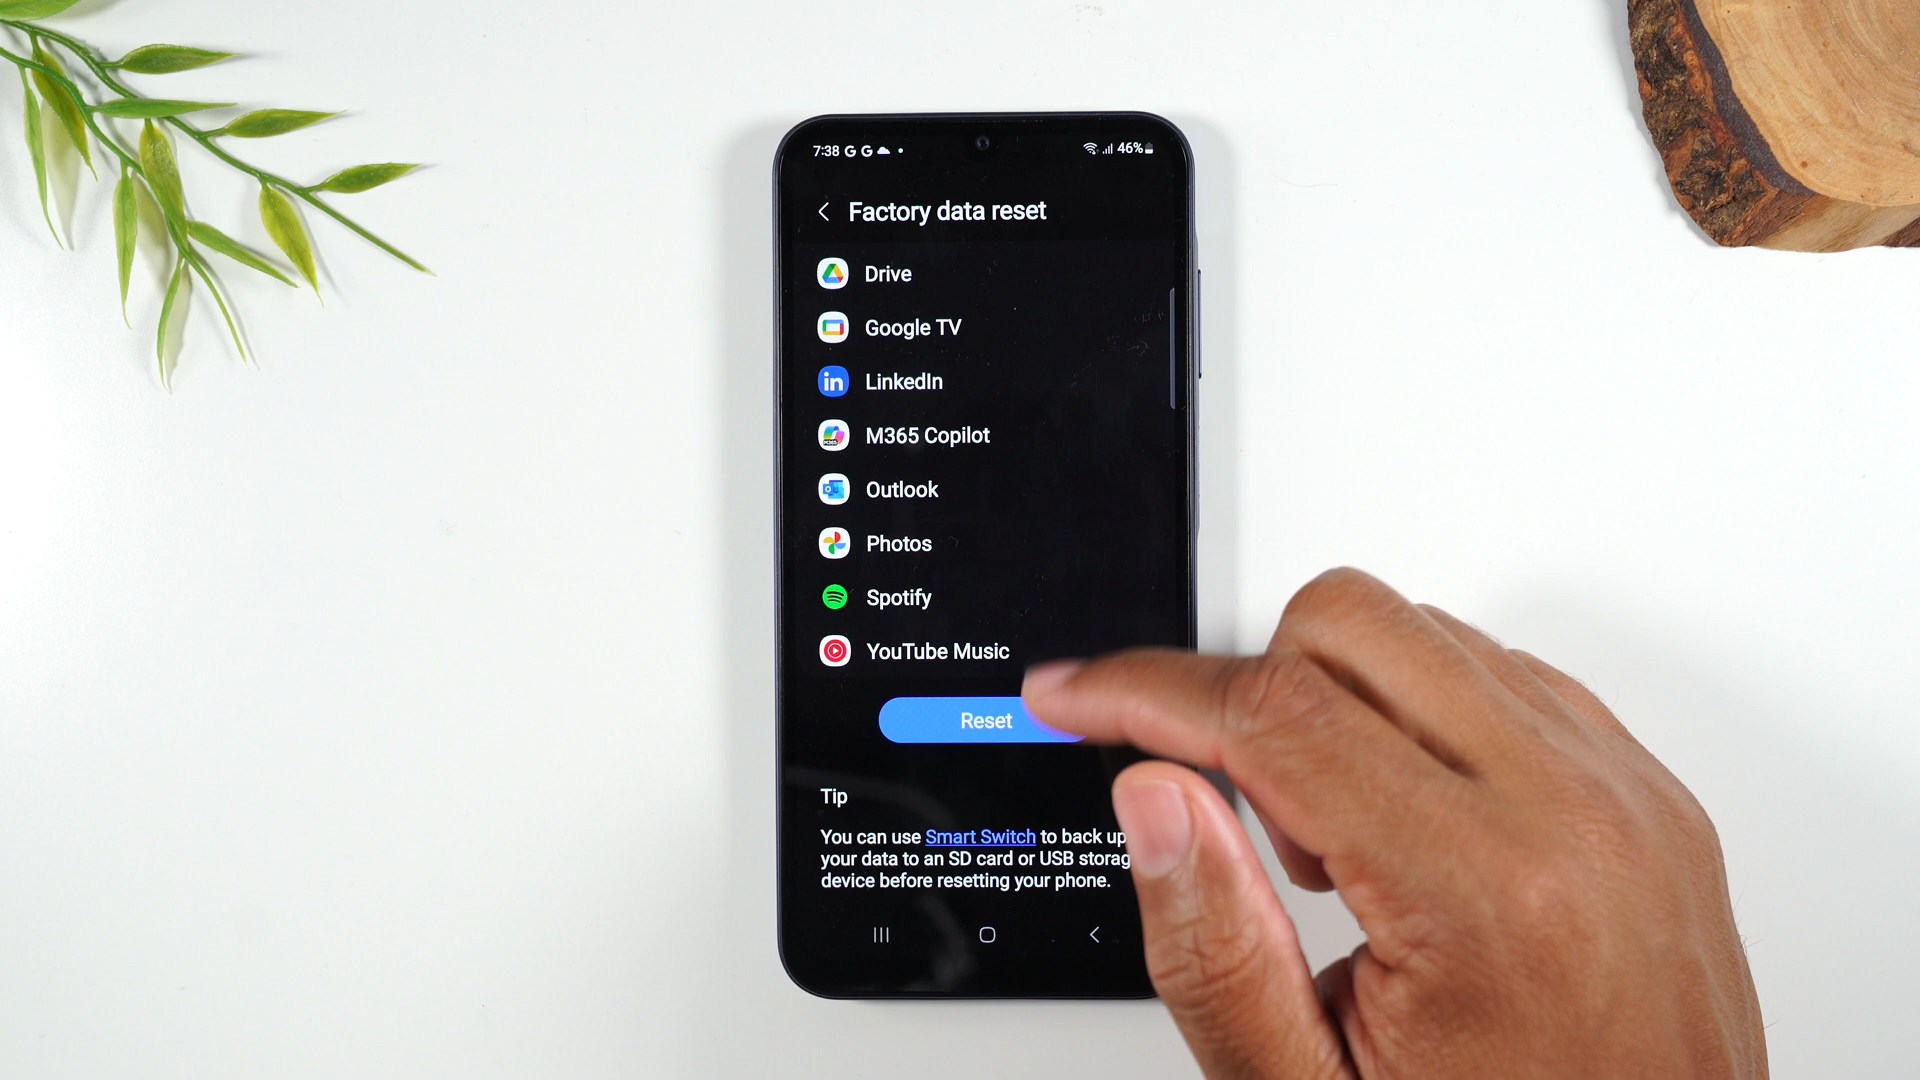 7:38 G G 46%
Factory data reset
Drive
Google TV
in LinkedIn
M365 Copilot
Outlook
Photos
Spotify
YouTube Music
Reset
Tip
You can use Smart Switch to back up
your data to an SD card or USB storag
device before resetting your phone.